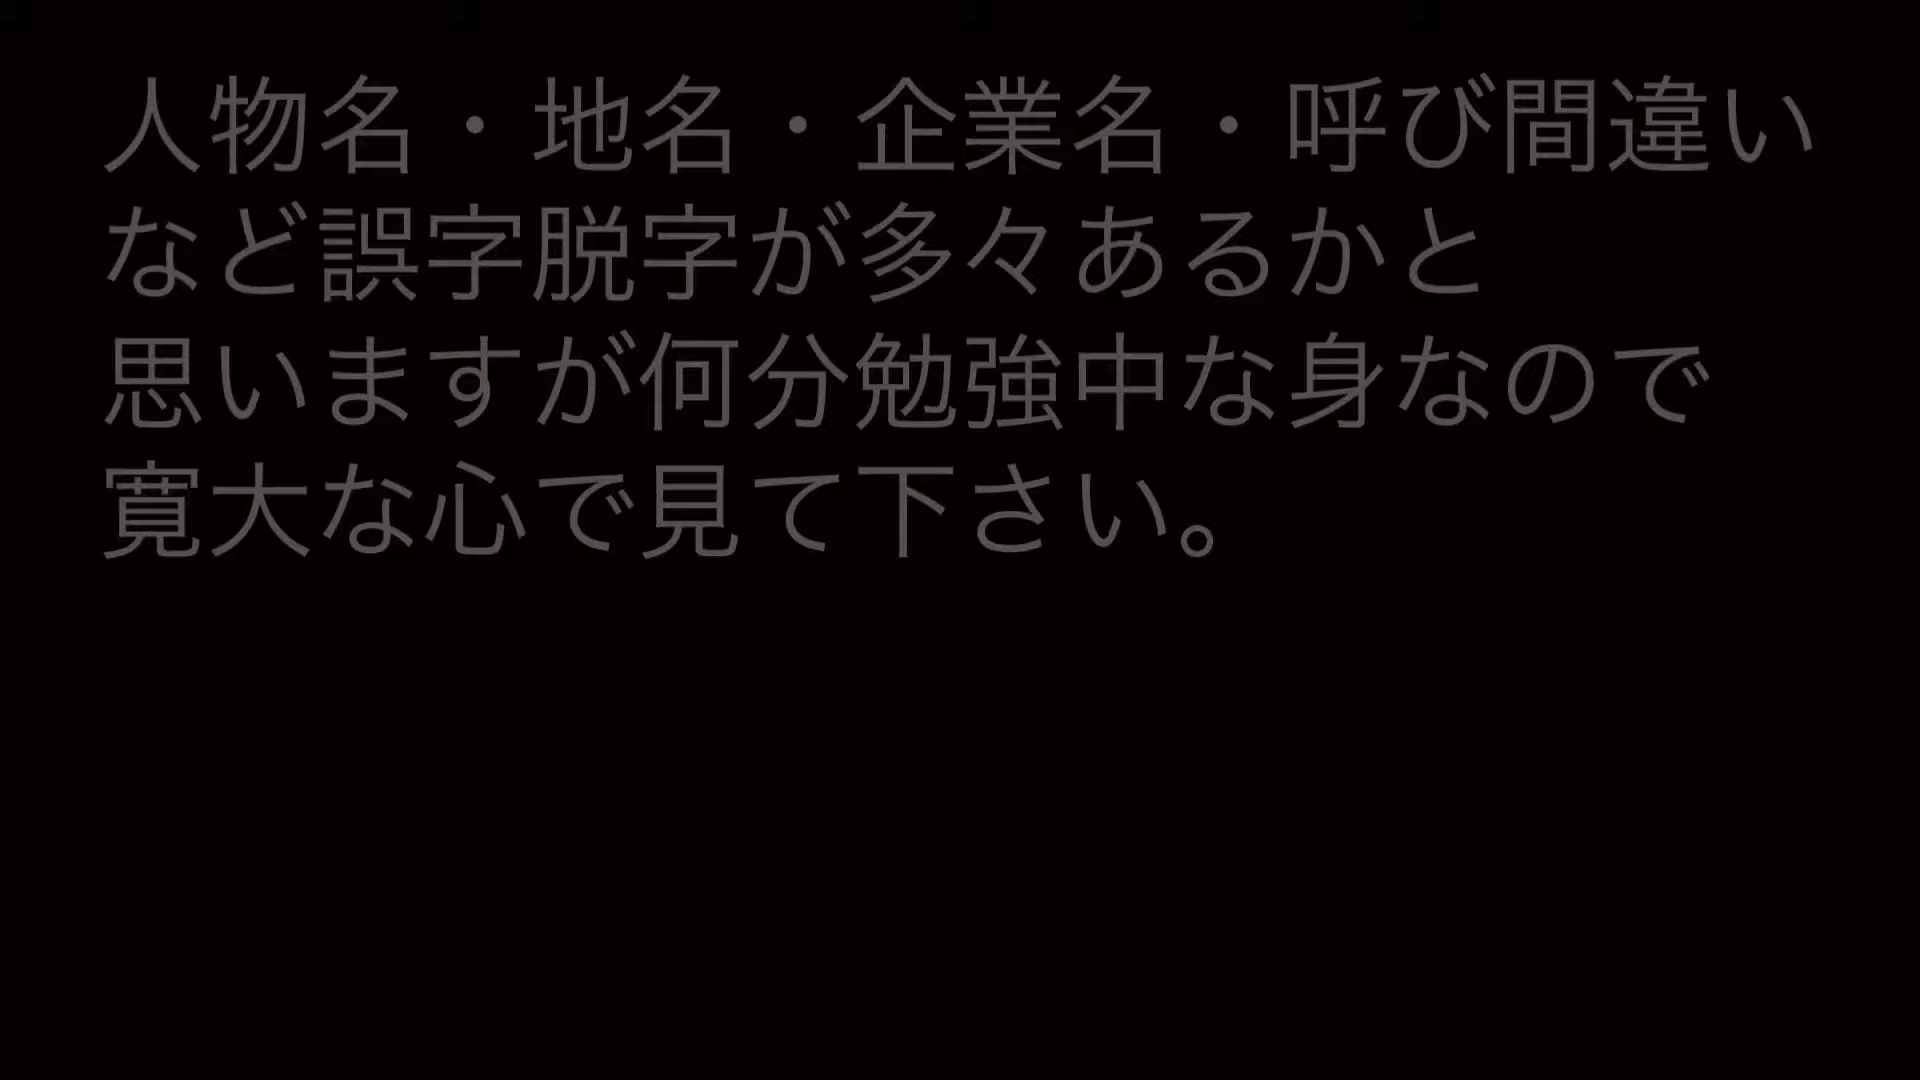 人物名・地名・企業名・呼び間違い
など誤字脱字が多々あるかと
思いますが何分勉強中な身なので
寛大な心で見て下さい。